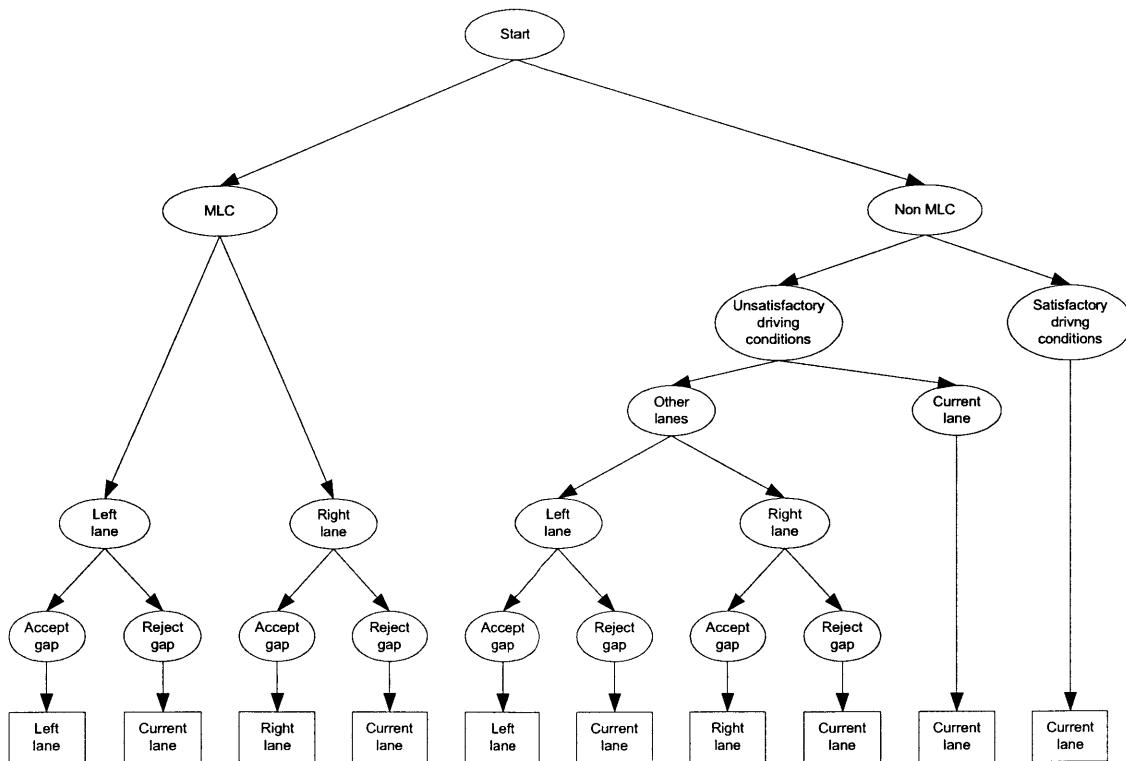 Start
MLC
Non MLC
Unsatisfactory
driving
conditions
Satisfactory
drivng
conditions
Other
lanes
Current
lane
Left
lane
Right
lane
Left
lane
Right
lane
Accept
gap
Reject
gap
Accept
gap
Reject
gap
Accept
gap
Reject
gap
Accept
gap
Reject
gap
Left
lane
Current
lane
Right
lane
Current
lane
Left
lane
Current
lane
Right
lane
Current
lane
Current
lane
Current
lane